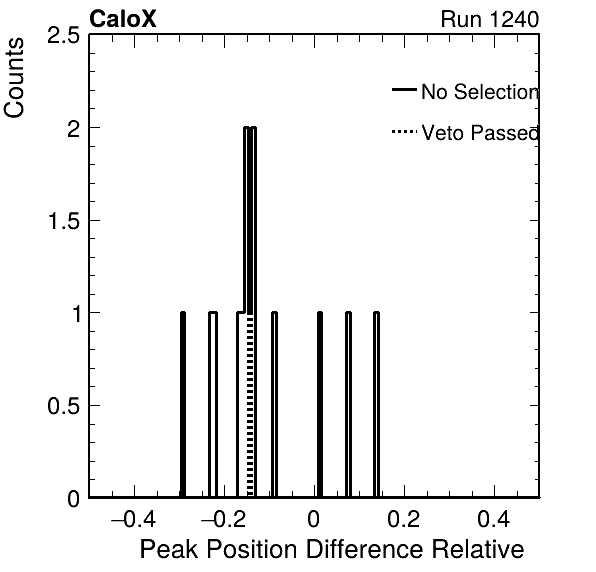 CaloX Run 1240
Counts
2.5
2
1.5
1
0.5
0
No Selection
Veto Passed
−0.4 −0.2 0 0.2 0.4
Peak Position Difference Relative